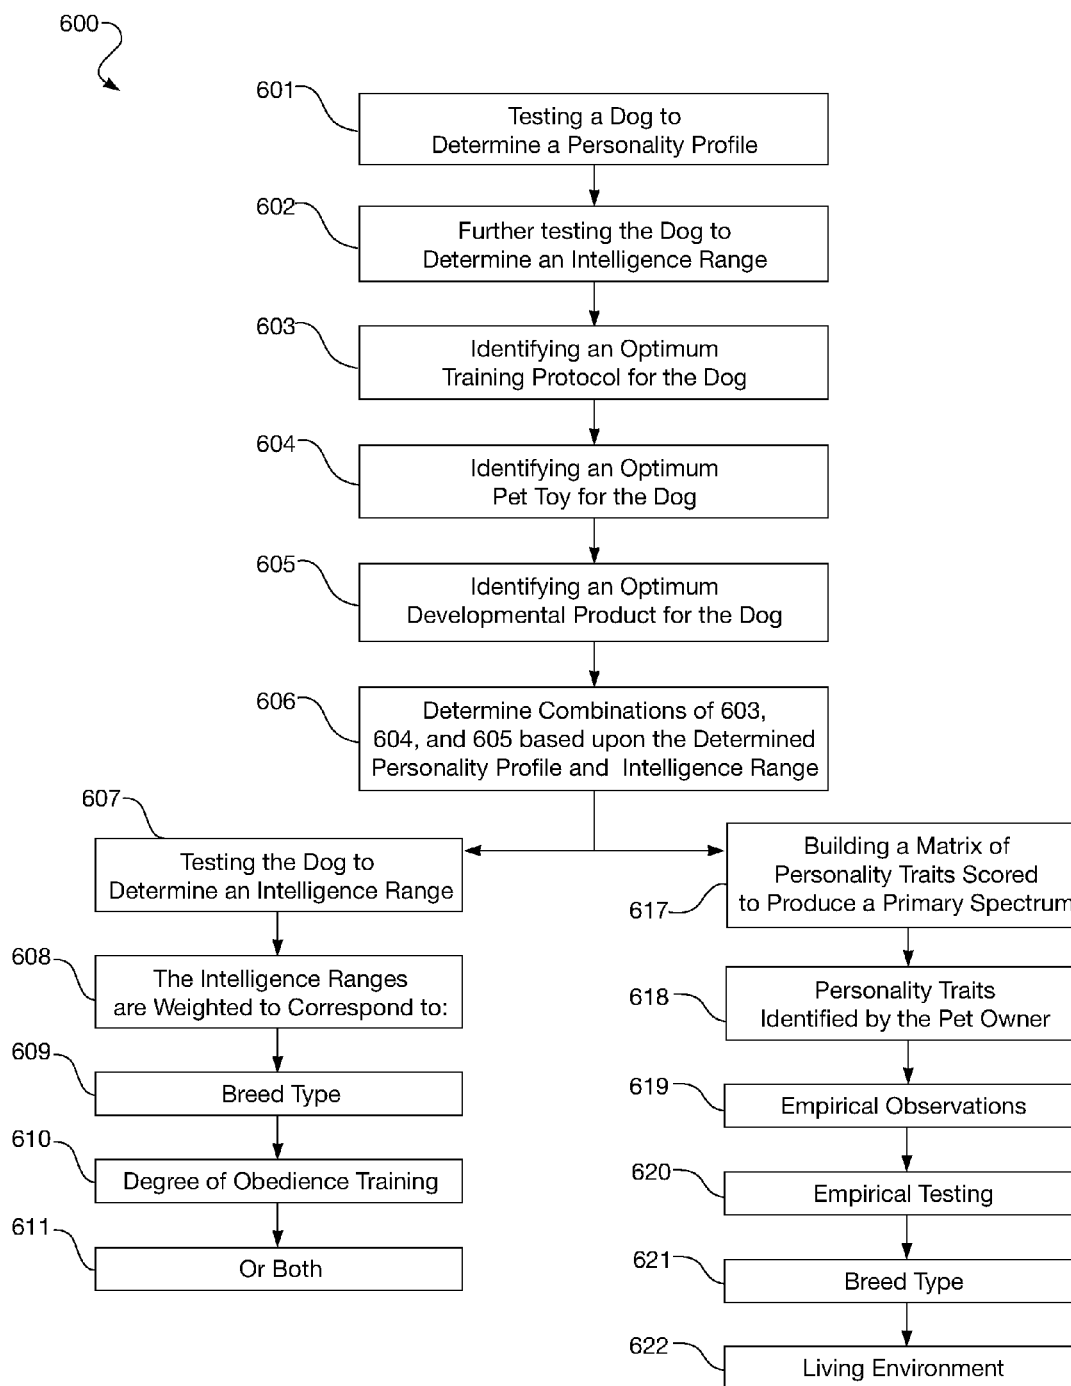 600
601
Testing a Dog to
Determine a Personality Profile
602
Further testing the Dog to
Determine an Intelligence Range
603
Identifying an Optimum
Training Protocol for the Dog
604
Identifying an Optimum
Pet Toy for the Dog
605
Identifying an Optimum
Developmental Product for the Dog
606
Determine Combinations of 603,
604, and 605 based upon the Determined
Personality Profile and Intelligence Range
607
Testing the Dog to
Determine an Intelligence Range
608
The Intelligence Ranges
are Weighted to Correspond to:
609
Breed Type
610
Degree of Obedience Training
611
Or Both
617
Building a Matrix of
Personality Traits Scored
to Produce a Primary Spectrum
618
Personality Traits
Identified by the Pet Owner
619
Empirical Observations
620
Empirical Testing
621
Breed Type
622
Living Environment